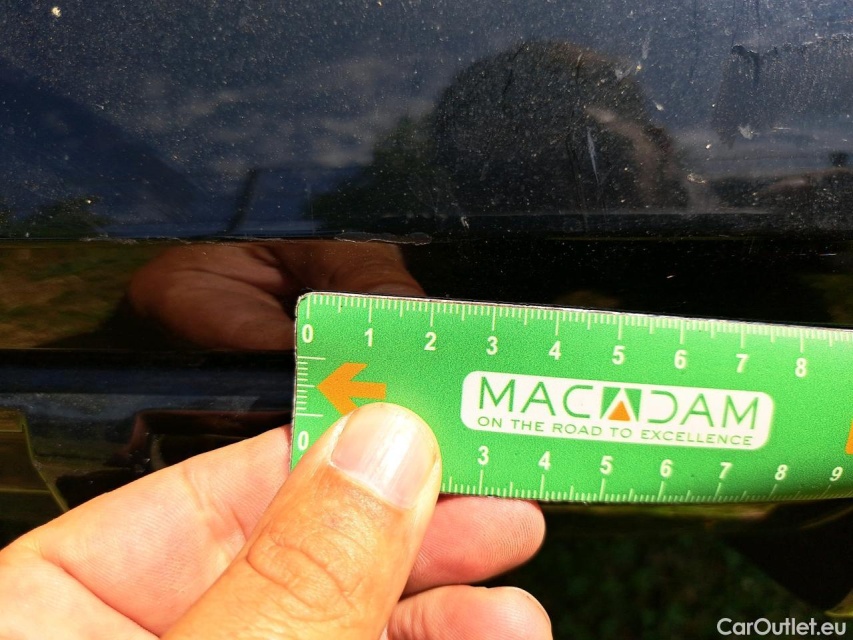 0 1 2 3 4 5 6 7 8
MACADAM
ON THE ROAD TO EXCELLENCE
0 3 4 5 6 7 8 9
CarOutlet.eu